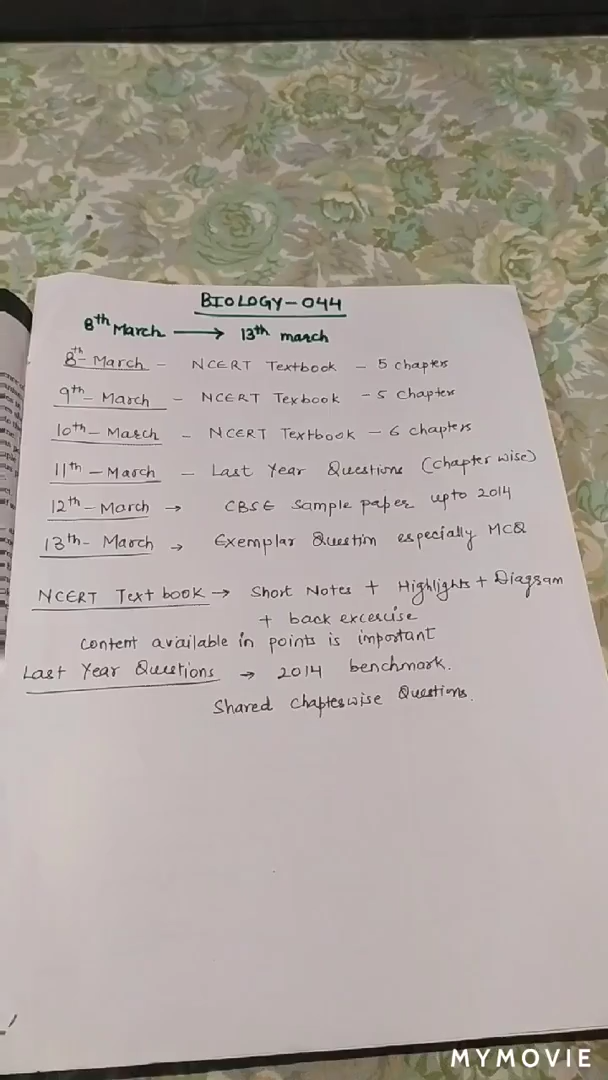 BIOLOGY-044
8th March → 13th march
8th March - NCERT Textbook - 5 chapters
9th- March - NCERT Texbook - 5 chapters
10th- March - NCERT Textbook - 6 chapters
11th - March - Last Year Questions (chapter wise)
12th - March → CBSE Sample paper upto 2014
13th- March → Exemplar Question especially MCQ
NCERT Text book → Short Notes + Highlights + Diagram
+ back excercise
content available in points is important
Last Year Questions → 2014 benchmark.
Shared chapterswise Questions.
MYMOVIE